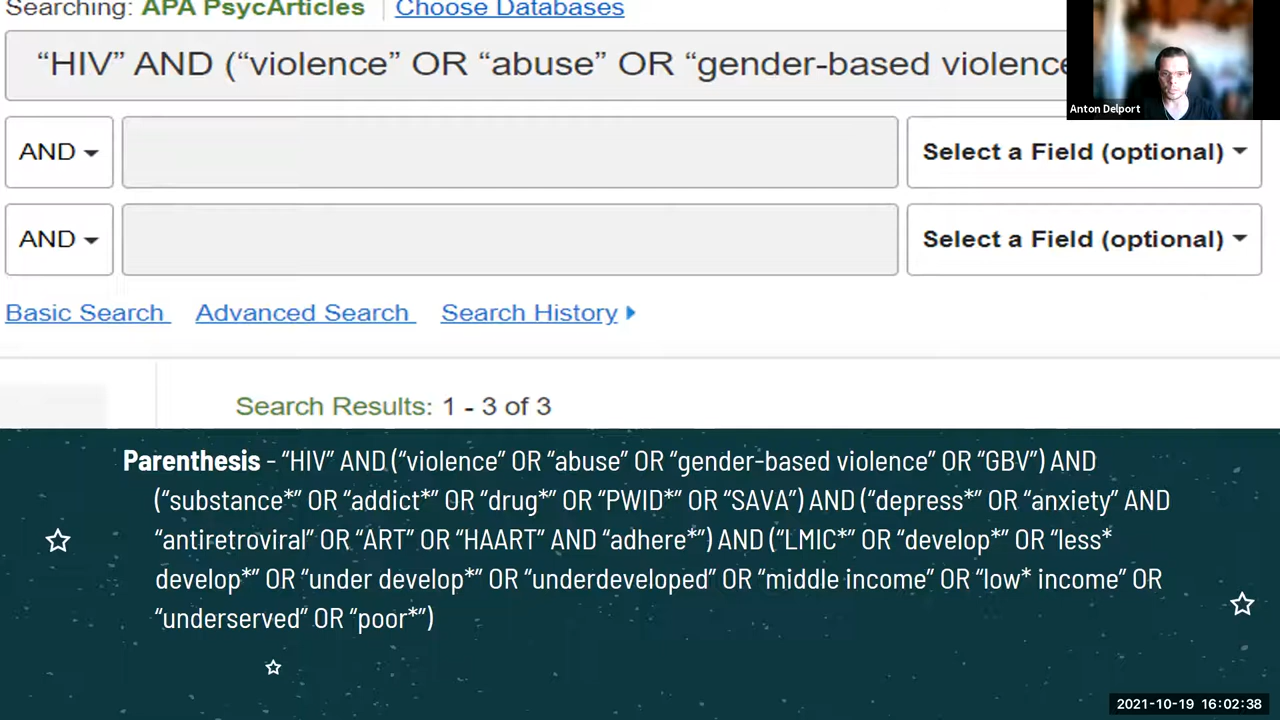 Searching: APA PsycArticles Choose Databases
“HIV” AND (“violence” OR “abuse” OR “gender-based violence
Anton Delport
AND Select a Field (optional)
AND Select a Field (optional)
Basic Search Advanced Search Search History
Search Results: 1 - 3 of 3
Parenthesis - “HIV” AND (“violence” OR “abuse” OR “gender-based violence” OR “GBV”) AND
(“substance*” OR “addict*” OR “drug*” OR “PWID*” OR “SAVA”) AND (“depress*” OR “anxiety” AND
“antiretroviral” OR “ART” OR “HAART” AND “adhere*”) AND (“LMIC*” OR “develop*” OR “less*
develop*” OR “under develop*” OR “underdeveloped” OR “middle income” OR “low* income” OR
“underserved” OR “poor*”)
2021-10-19 16:02:38